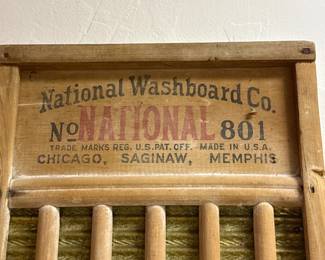 National Washboard Co.
No NATIONAL 801
TRADE MARKS REG. U.S. PAT. OFF. MADE IN U.S.A.
CHICAGO, SAGINAW, MEMPHIS